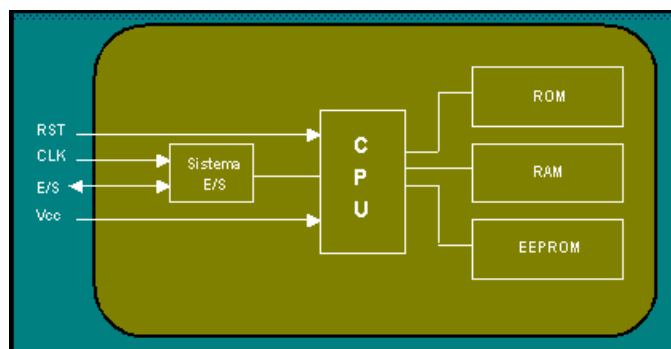 RST
CLK
E/S
Vcc
Sistema
E/S
C
P
U
ROM
RAM
EEPROM